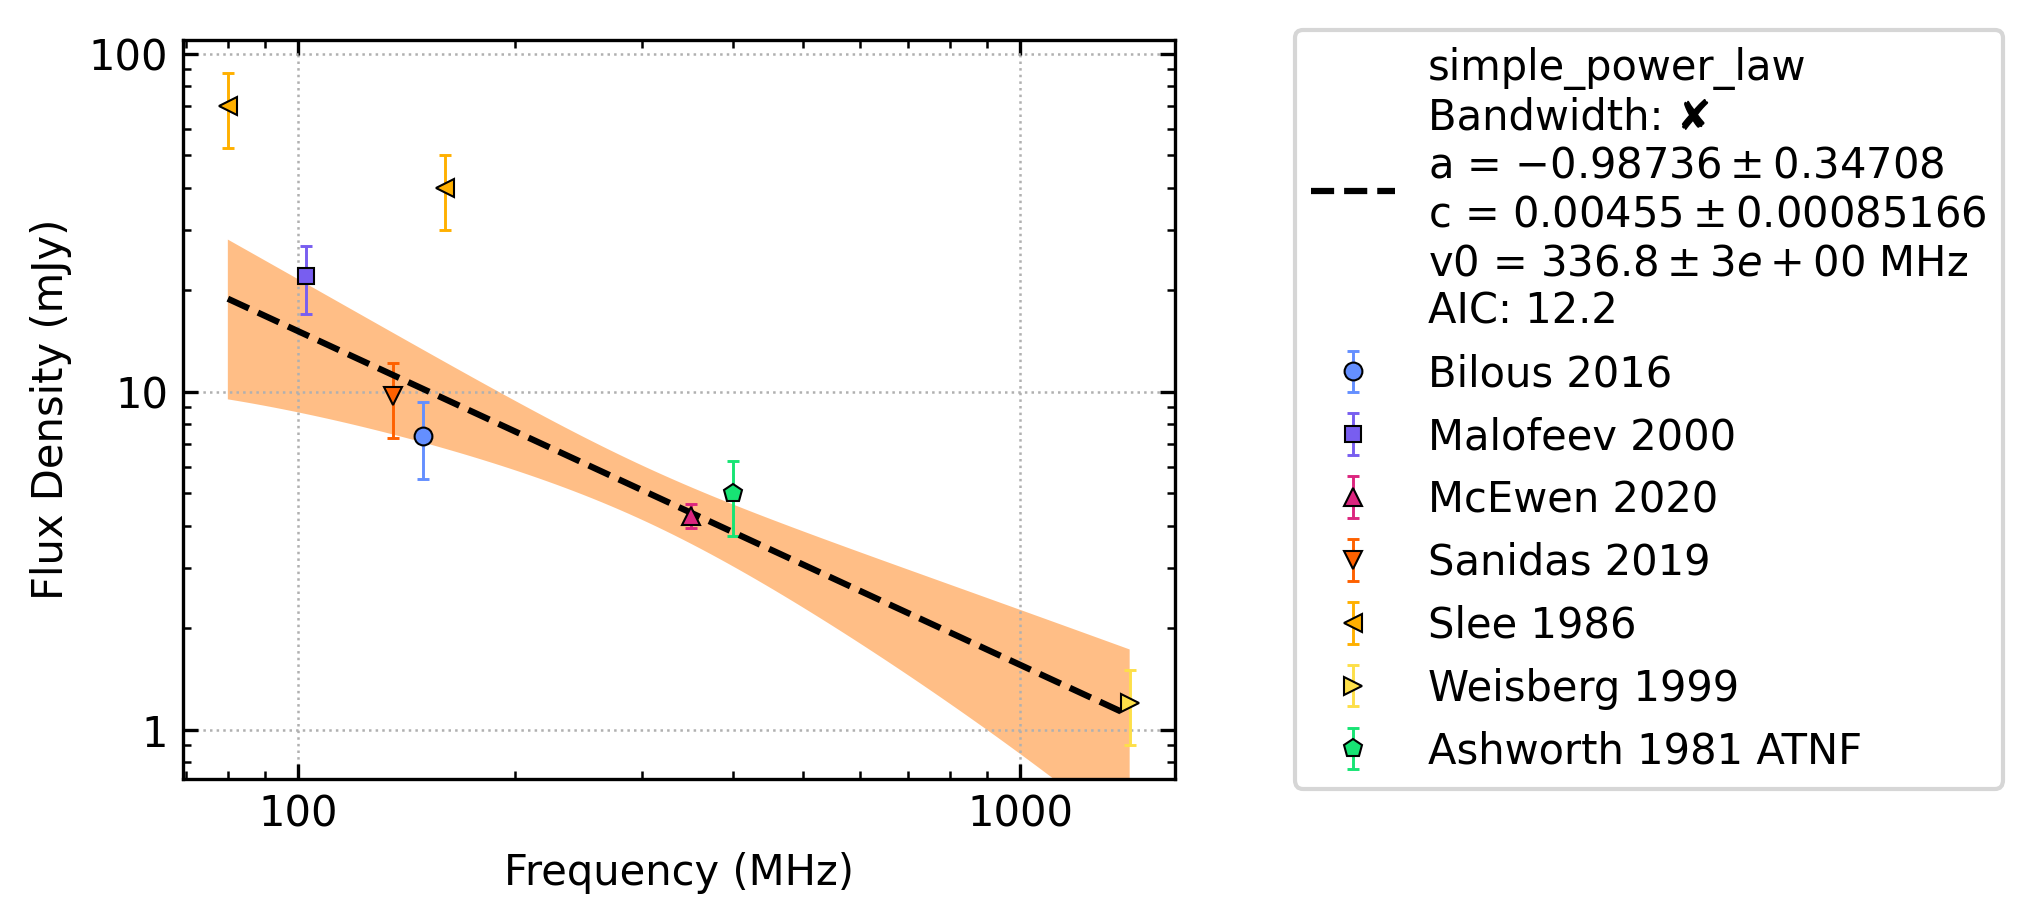 100
10
1
Flux Density (mJy)
100
1000
Frequency (MHz)
simple_power_law
Bandwidth: ✘
a = −0.98736 ± 0.34708
c = 0.00455 ± 0.00085166
v0 = 336.8 ± 3e + 00 MHz
AIC: 12.2
Bilous 2016
Malofeev 2000
McEwen 2020
Sanidas 2019
Slee 1986
Weisberg 1999
Ashworth 1981 ATNF